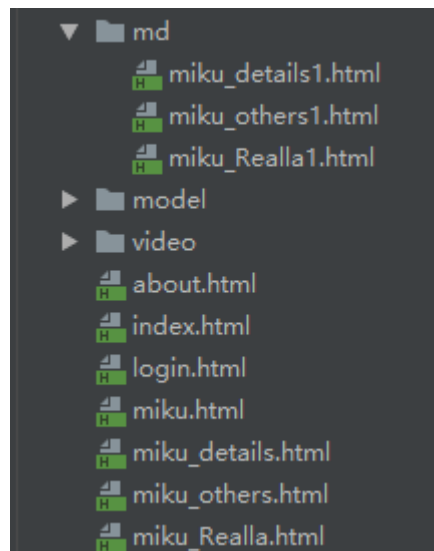 md
miku_details1.html
miku_others1.html
miku_Realla1.html
model
video
about.html
index.html
login.html
miku.html
miku_details.html
miku_others.html
miku_Realla.html